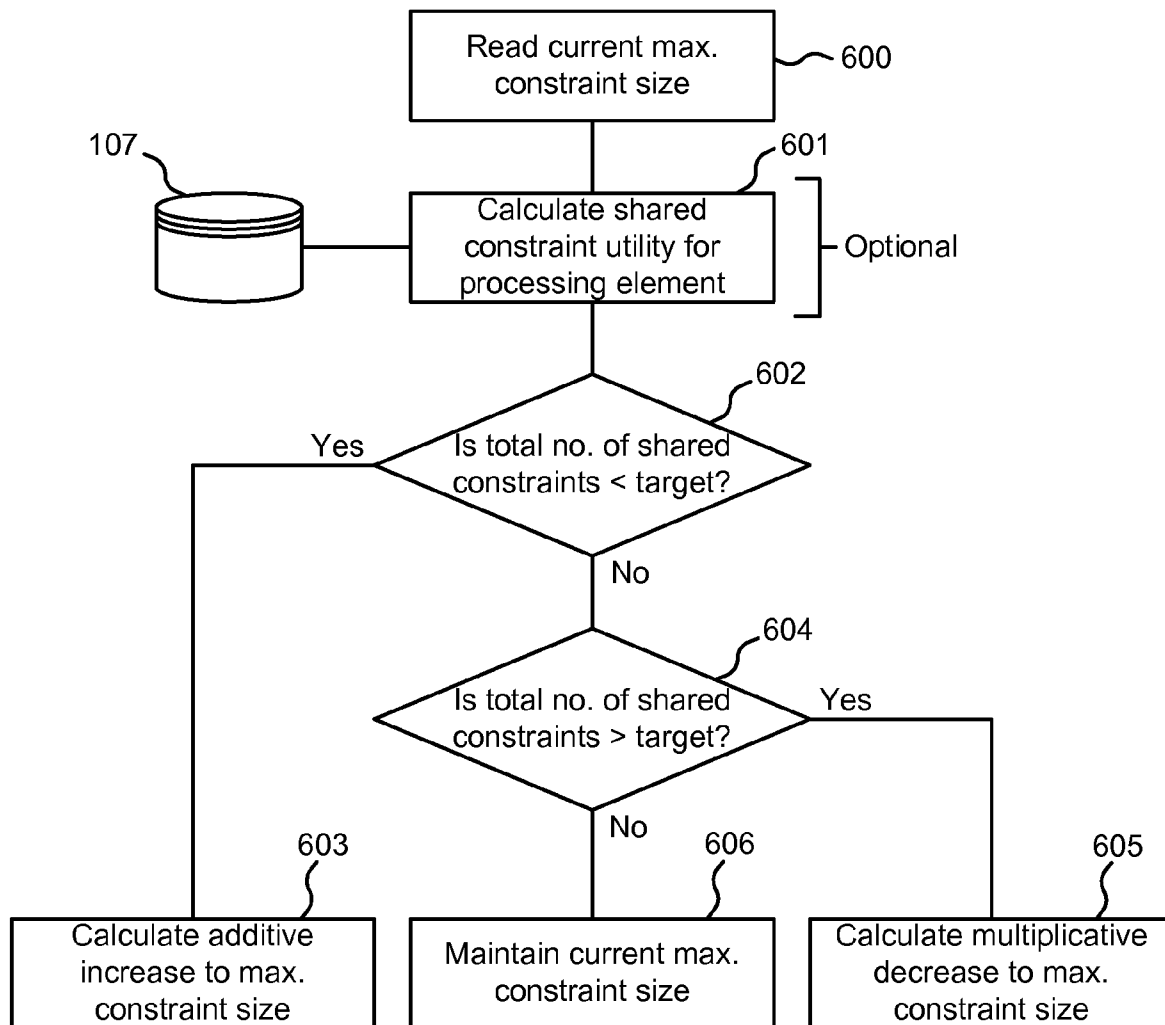 Read current max.
constraint size
600
107
601
Calculate shared
constraint utility for
processing element
Optional
602
Is total no. of shared
constraints < target?
Yes
No
604
Is total no. of shared
constraints > target?
Yes
No
603
Calculate additive
increase to max.
constraint size
606
Maintain current max.
constraint size
605
Calculate multiplicative
decrease to max.
constraint size